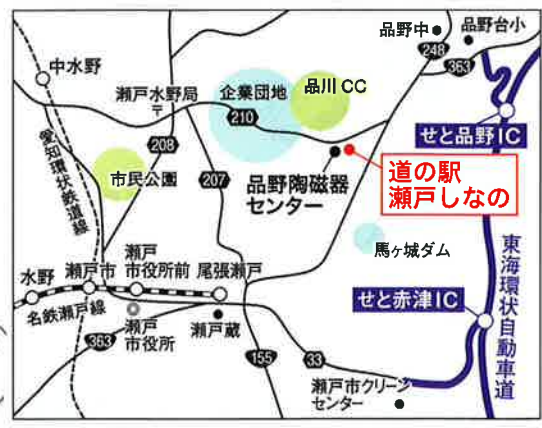 品野台小
品野中
248
363
中水野
瀬戸水野局
〒
企業団地
品川CC
210
せと品野IC
愛知環状鉄道線
208
市民公園
207
品野陶磁器
センター
道の駅
瀬戸しなの
馬ヶ城ダム
東海環状自動車道
水野
瀬戸市
瀬戸
市役所前
尾張瀬戸
せと赤津IC
名鉄瀬戸線
363
瀬戸
市役所
瀬戸蔵
155
33
瀬戸市クリーン
センター